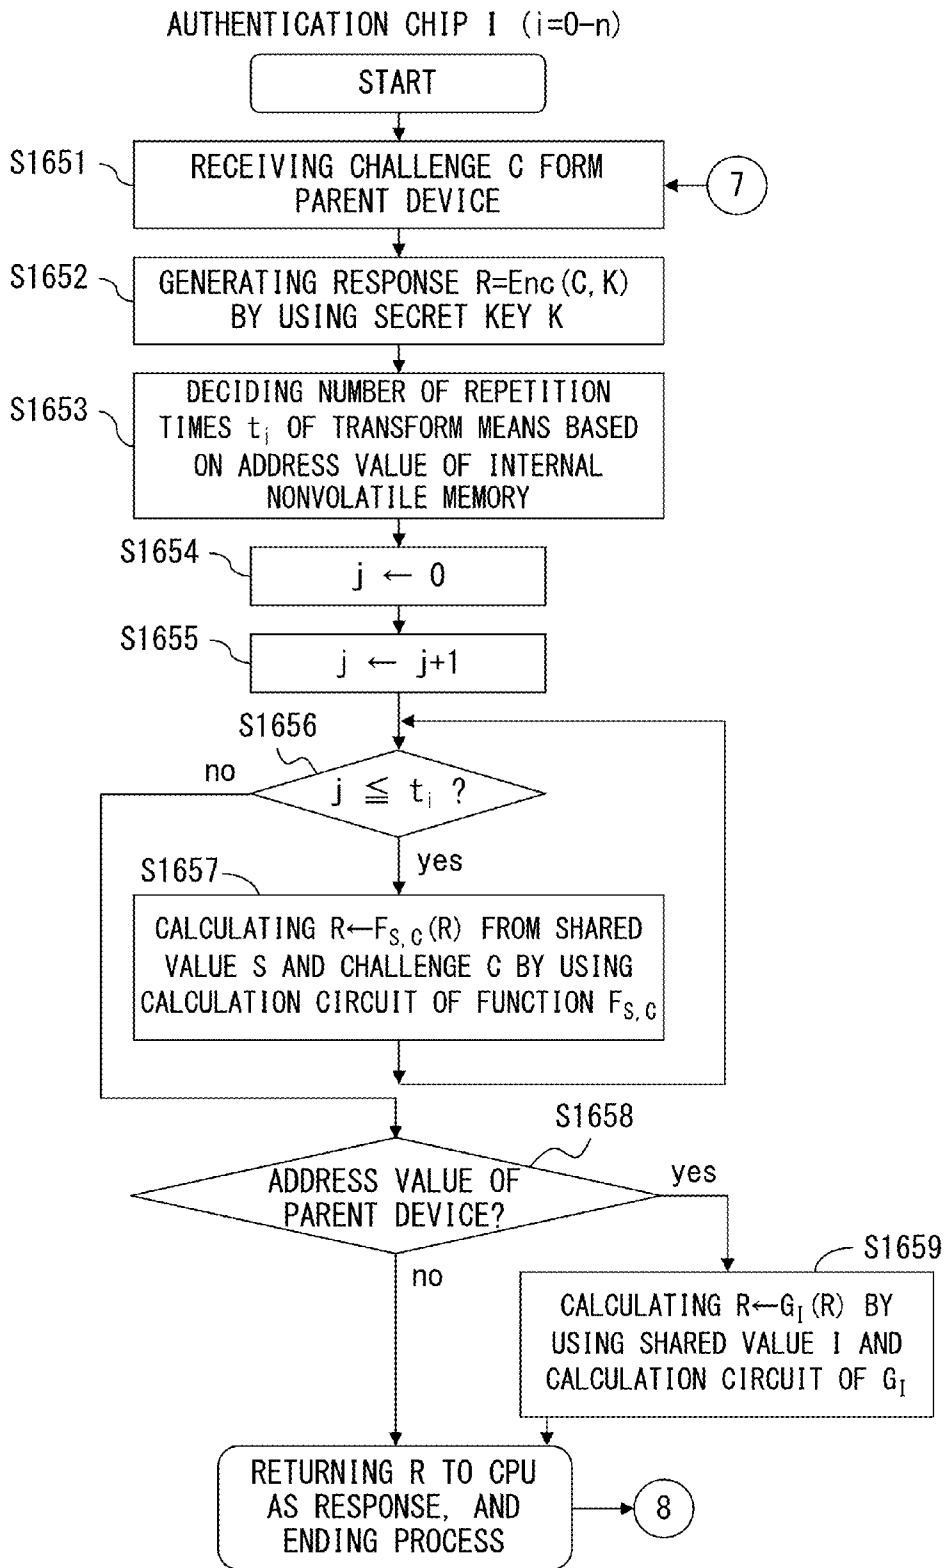 AUTHENTICATION CHIP I (i=0-n)
START
S1651
RECEIVING CHALLENGE C FORM
PARENT DEVICE
7
S1652
GENERATING RESPONSE R=Enc(C,K)
BY USING SECRET KEY K
S1653
DECIDING NUMBER OF REPETITION
TIMES tᵢ OF TRANSFORM MEANS BASED
ON ADDRESS VALUE OF INTERNAL
NONVOLATILE MEMORY
S1654
j ← 0
S1655
j ← j+1
S1656
no
j ≦ tᵢ ?
yes
S1657
CALCULATING R←F_{S,C}(R) FROM SHARED
VALUE S AND CHALLENGE C BY USING
CALCULATION CIRCUIT OF FUNCTION F_{S,C}
S1658
ADDRESS VALUE OF
PARENT DEVICE?
yes
no
S1659
CALCULATING R←G_I(R) BY
USING SHARED VALUE I AND
CALCULATION CIRCUIT OF G_I
RETURNING R TO CPU
AS RESPONSE, AND
ENDING PROCESS
8